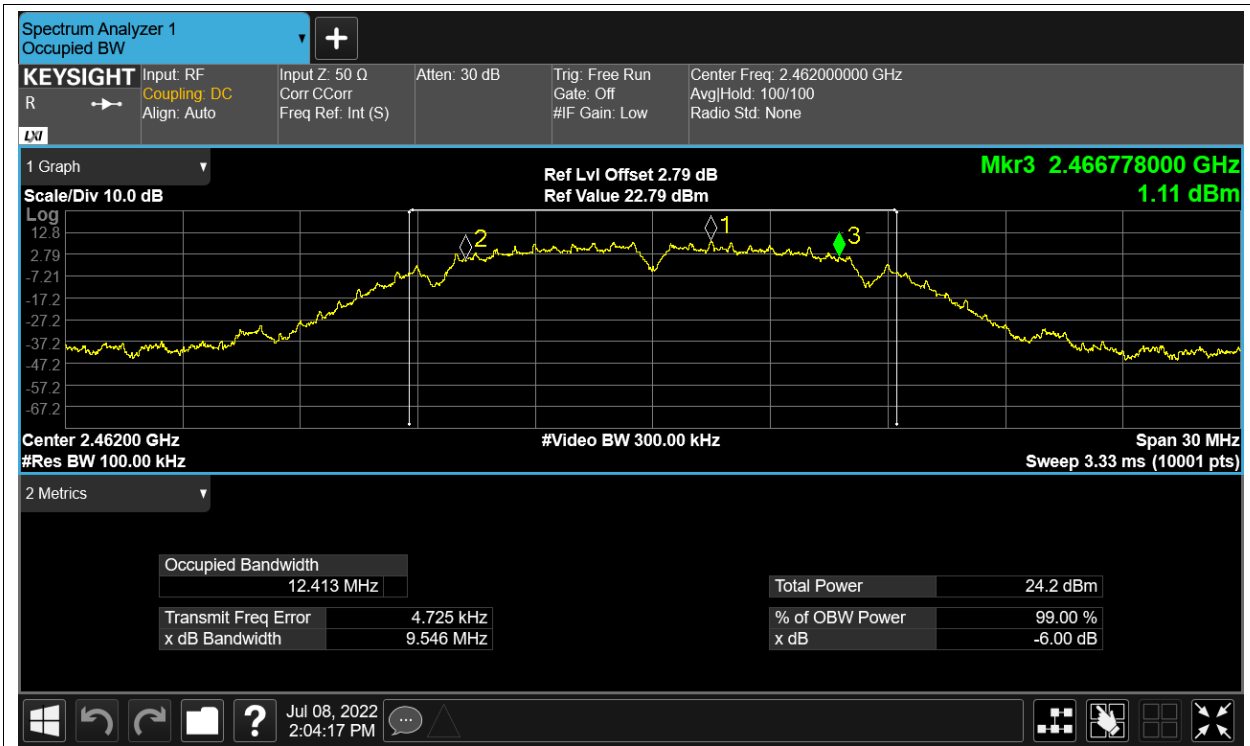 Spectrum Analyzer 1
Occupied BW
KEYSIGHT
R
LXI
Input: RF
Coupling: DC
Align: Auto
Input Z: 50 Ω
Corr CCorr
Freq Ref: Int (S)
Atten: 30 dB
Trig: Free Run
Gate: Off
#IF Gain: Low
Center Freq: 2.462000000 GHz
Avg|Hold: 100/100
Radio Std: None
1 Graph
Scale/Div 10.0 dB
Ref Lvl Offset 2.79 dB
Ref Value 22.79 dBm
Mkr3 2.466778000 GHz
1.11 dBm
Log
12.8
2.79
-7.21
-17.2
-27.2
-37.2
-47.2
-57.2
-67.2
2
1
3
Center 2.46200 GHz
#Res BW 100.00 kHz
#Video BW 300.00 kHz
Span 30 MHz
Sweep 3.33 ms (10001 pts)
2 Metrics
Occupied Bandwidth
12.413 MHz
Transmit Freq Error 4.725 kHz
x dB Bandwidth 9.546 MHz
Total Power 24.2 dBm
% of OBW Power 99.00 %
x dB -6.00 dB
?
Jul 08, 2022
2:04:17 PM